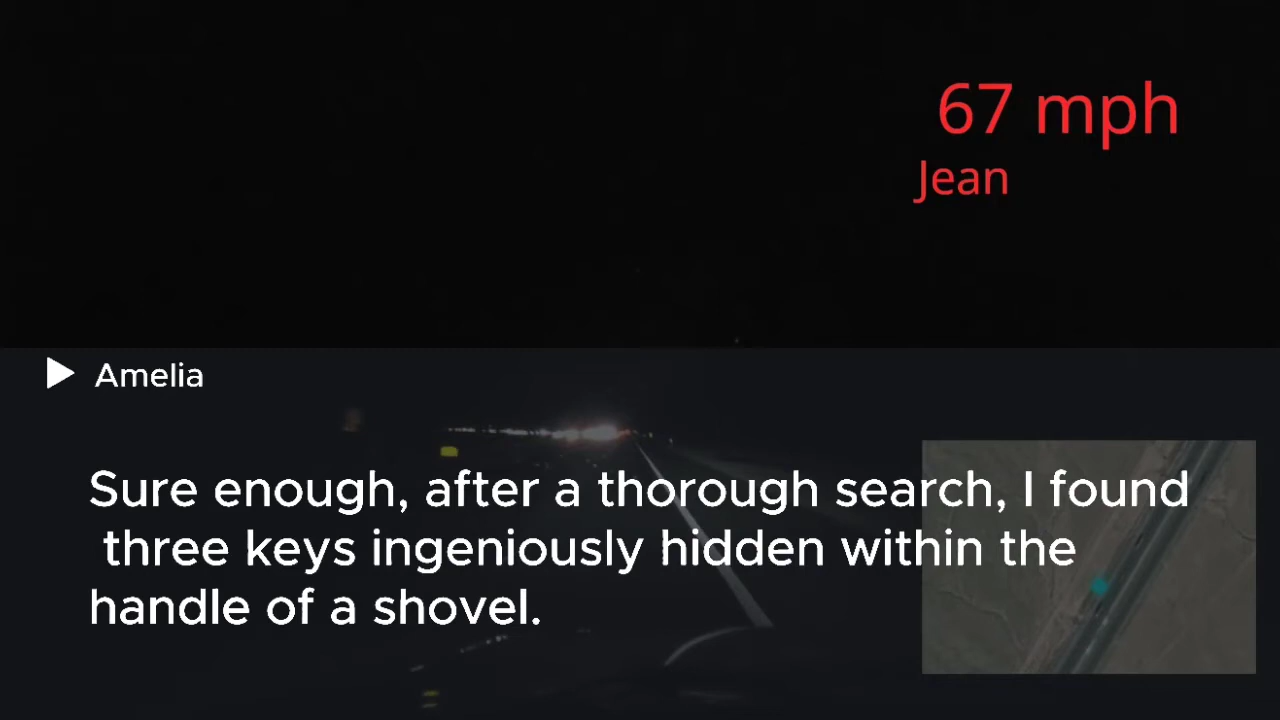 67 mph
Jean
Amelia
Sure enough, after a thorough search, I found
three keys ingeniously hidden within the
handle of a shovel.